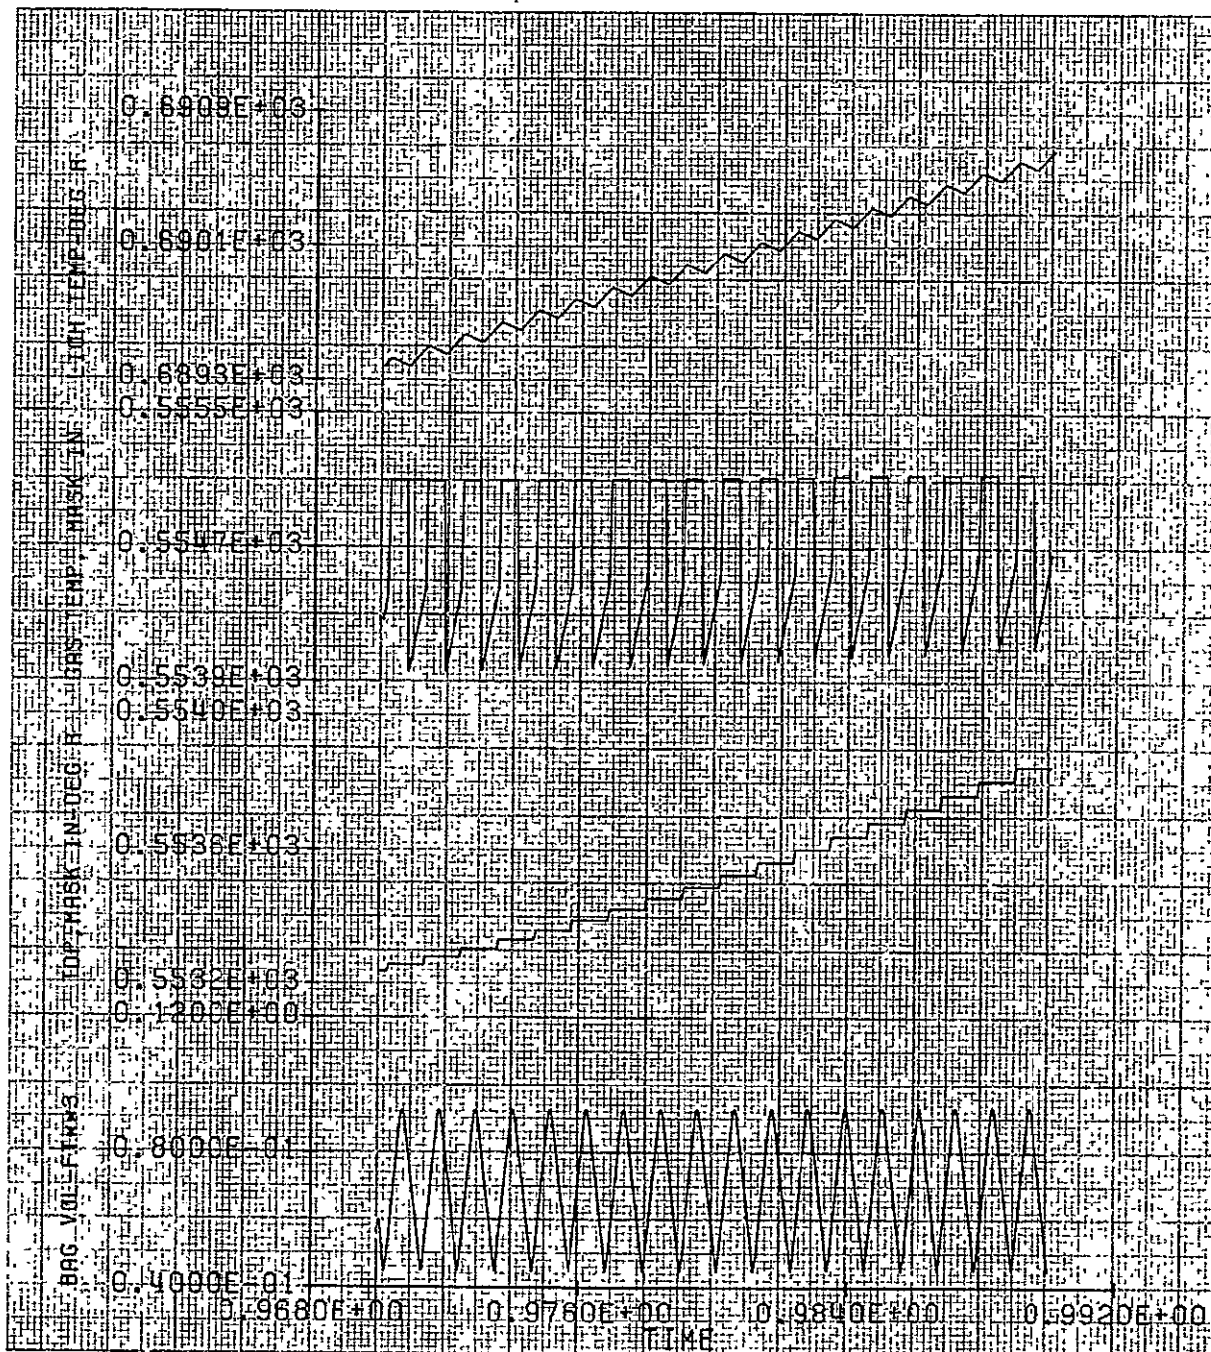 0.6909E+03
0.6901E+03
0.6893E+03
LIOH TEMP-DEG R
0.5555E+03
0.5547E+03
0.5539E+03
GAS TEMP, MASK IN
0.5540E+03
0.5536E+03
0.5532E+03
TDP, MASK IN-DEG R
0.1200E+00
0.8000E-01
0.4000E-01
BAG VOL-FT**3
0.9680E+00 0.9760E+00 0.9840E+00 0.9920E+00
TIME